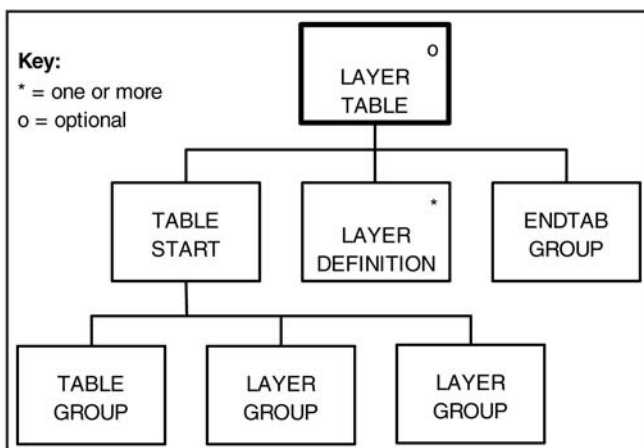 Key:
* = one or more
o = optional
o
LAYER
TABLE
TABLE
START
*
LAYER
DEFINITION
ENDTAB
GROUP
TABLE
GROUP
LAYER
GROUP
LAYER
GROUP